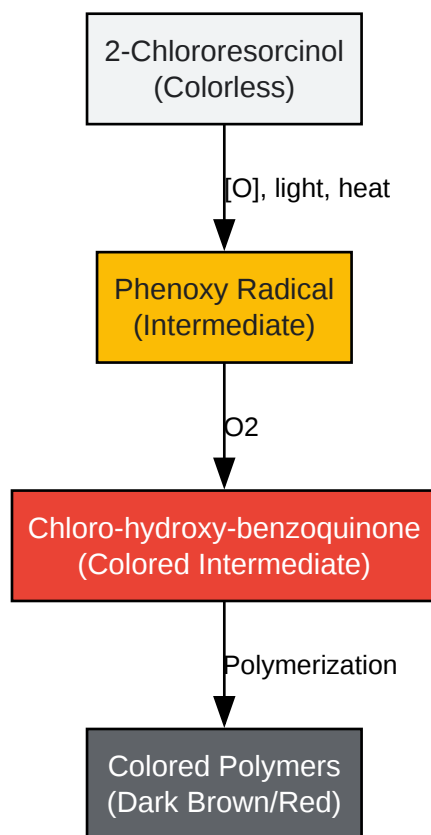 2-Chlororesorcinol
(Colorless)
[O], light, heat
Phenoxy Radical
(Intermediate)
O2
Chloro-hydroxy-benzoquinone
(Colored Intermediate)
Polymerization
Colored Polymers
(Dark Brown/Red)